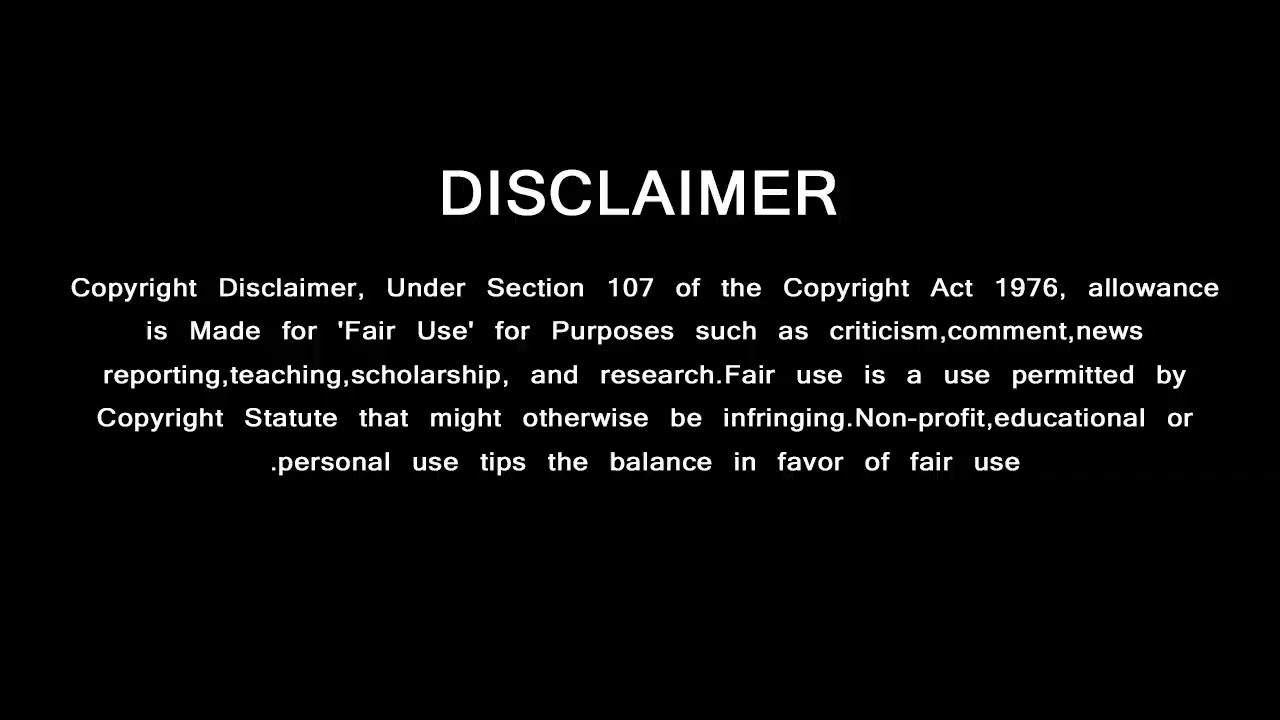 DISCLAIMER
Copyright Disclaimer, Under Section 107 of the Copyright Act 1976, allowance
is Made for 'Fair Use' for Purposes such as criticism,comment,news
reporting,teaching,scholarship, and research.Fair use is a use permitted by
Copyright Statute that might otherwise be infringing.Non-profit,educational or
.personal use tips the balance in favor of fair use